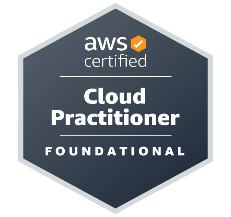 aws
certified
Cloud
Practitioner
FOUNDATIONAL